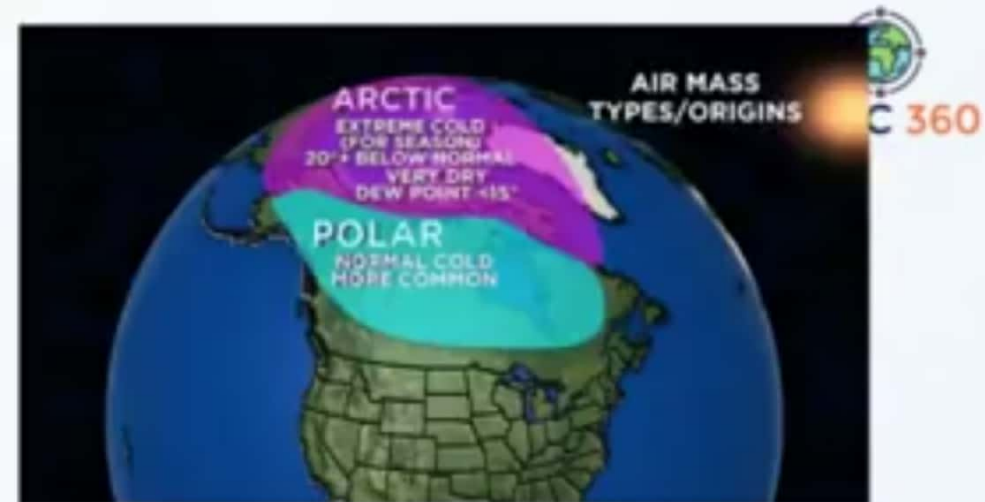 AIR MASS
TYPES/ORIGINS
C 360
ARCTIC
EXTREME COLD
(FOR SEASON)
20°+ BELOW NORMAL
VERY DRY
DEW POINT <15°
POLAR
NORMAL COLD
MORE COMMON